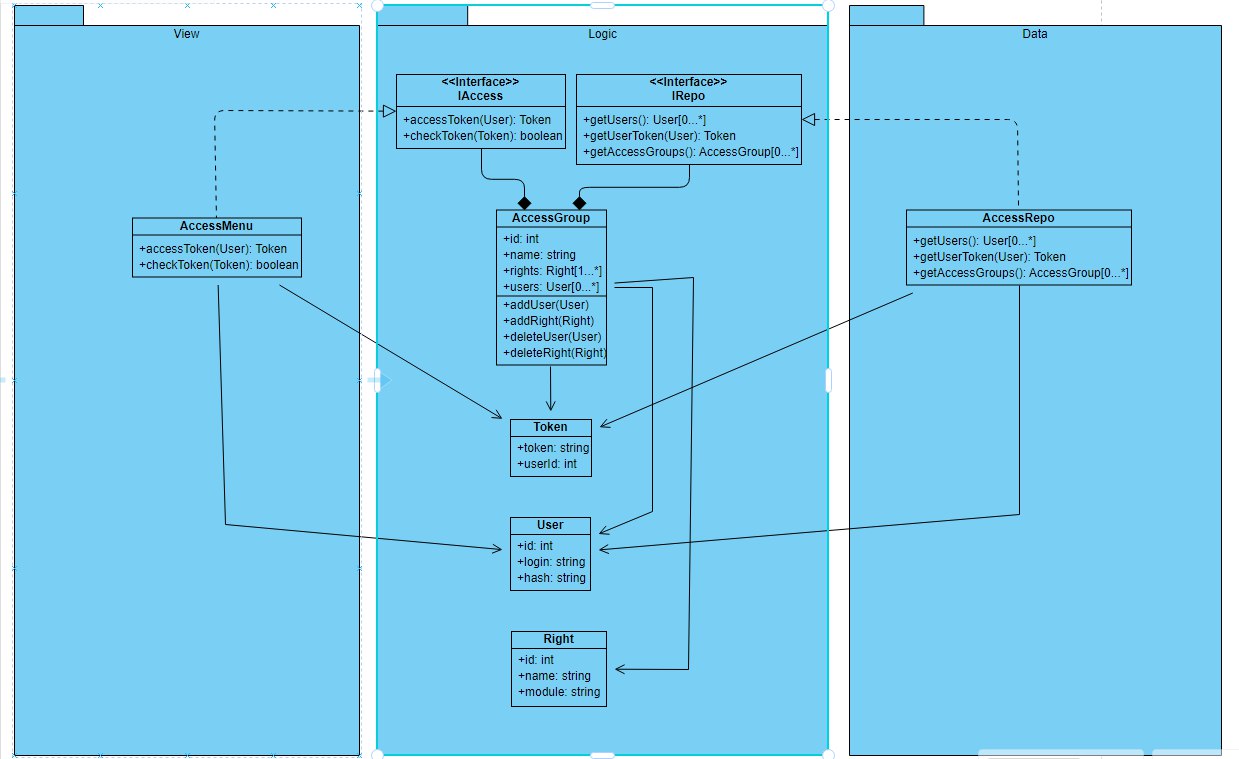 View
Logic
Data
<<Interface>>
IAccess
+accessToken(User): Token
+checkToken(Token): boolean
<<Interface>>
IRepo
+getUsers(): User[0...*]
+getUserToken(User): Token
+getAccessGroups(): AccessGroup[0...*]
AccessMenu
+accessToken(User): Token
+checkToken(Token): boolean
AccessGroup
+id: int
+name: string
+rights: Right[1...*]
+users: User[0...*]
+addUser(User)
+addRight(Right)
+deleteUser(User)
+deleteRight(Right)
AccessRepo
+getUsers(): User[0...*]
+getUserToken(User): Token
+getAccessGroups(): AccessGroup[0...*]
Token
+token: string
+userId: int
User
+id: int
+login: string
+hash: string
Right
+id: int
+name: string
+module: string